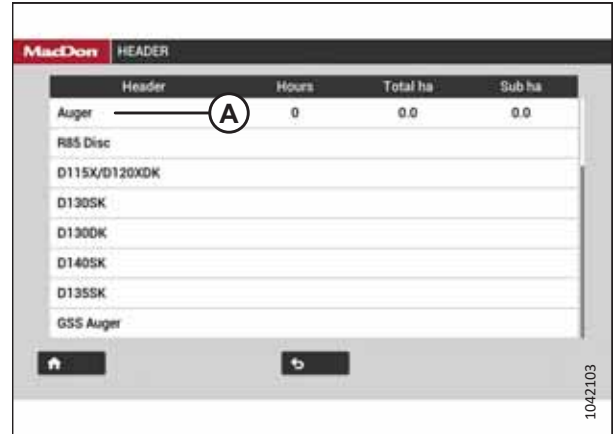 MacDon HEADER
Header Hours Total ha Sub ha
Auger A 0 0.0 0.0
R85 Disc
D115X/D120XDK
D130SK
D130DK
D140SK
D135SK
GSS Auger
1042103